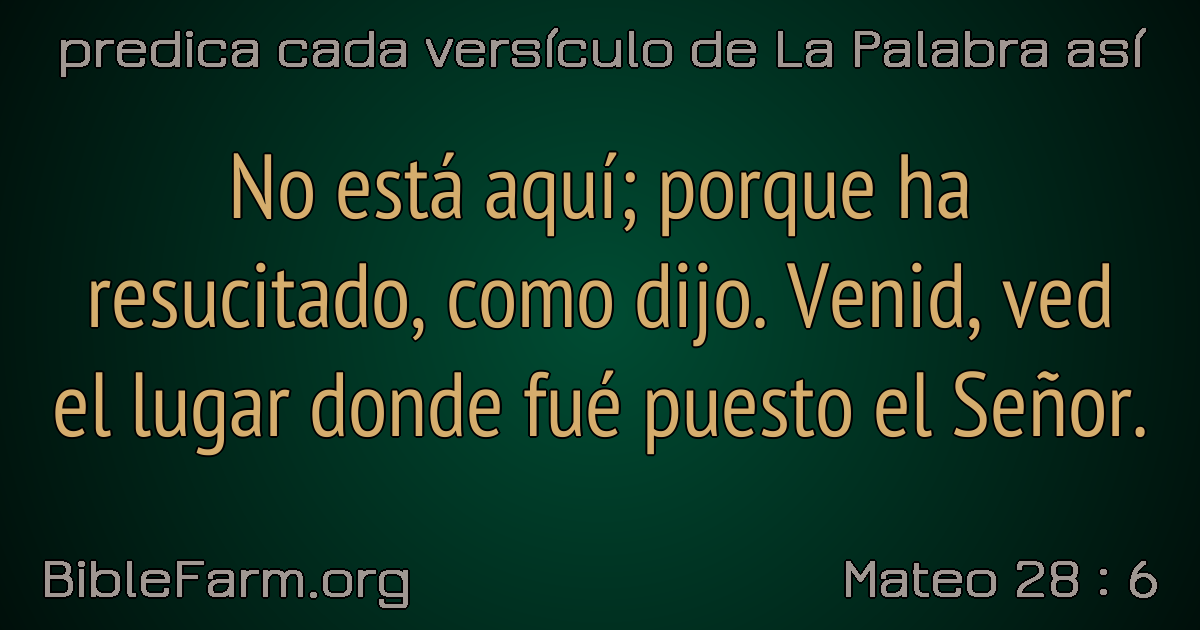 predica cada versículo de La Palabra así
No está aquí; porque ha
resucitado, como dijo. Venid, ved
el lugar donde fué puesto el Señor.
BibleFarm.org
Mateo 28 : 6